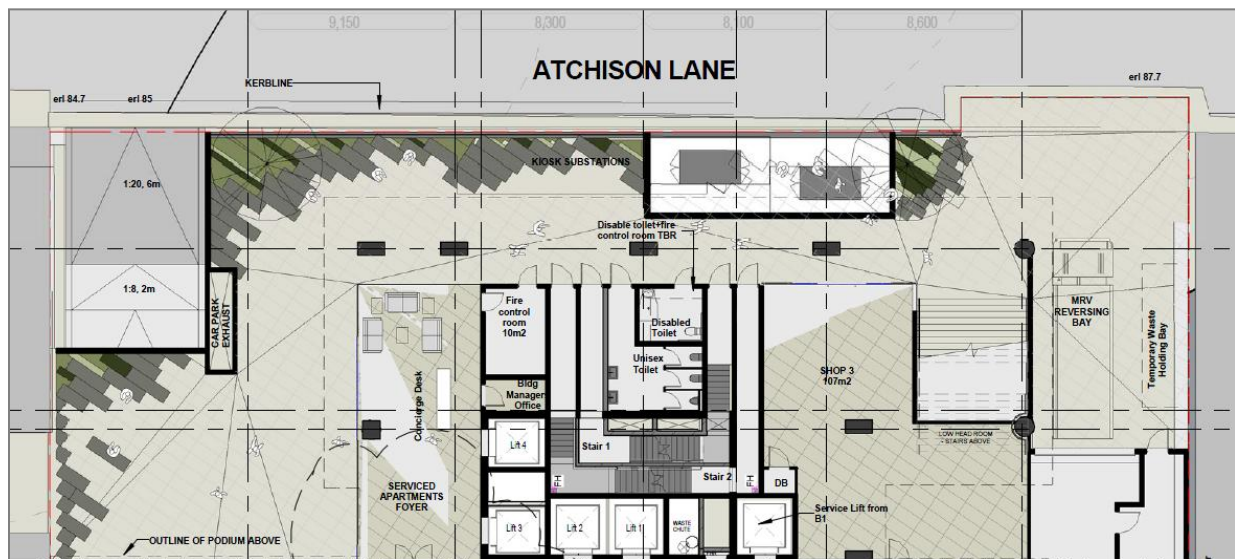 9,150
8,300
8,100
8,600
ATCHISON LANE
KERBLINE
erl 84.7
erl 85
erl 87.7
KIOSK SUBSTATIONS
1:20, 6m
Disable toilet+fire
control room TBR
1:8, 2m
CAR PARK
EXHAUST
Fire
control
room
10m2
Disabled
Toilet
MRV
REVERSING
BAY
Temporary Waste
Holding Bay
Unisex
Toilet
SHOP 3
107m2
Bldg
Manager
Office
Concierge Desk
Lift 4
Stair 1
LOW HEAD ROOM
- STAIRS ABOVE
Stair 2
FH
FH
DB
SERVICED
APARTMENTS
FOYER
Lift 3
Lift 2
Lift 1
WASTE
CHUTE
Service Lift from
B1
OUTLINE OF PODIUM ABOVE